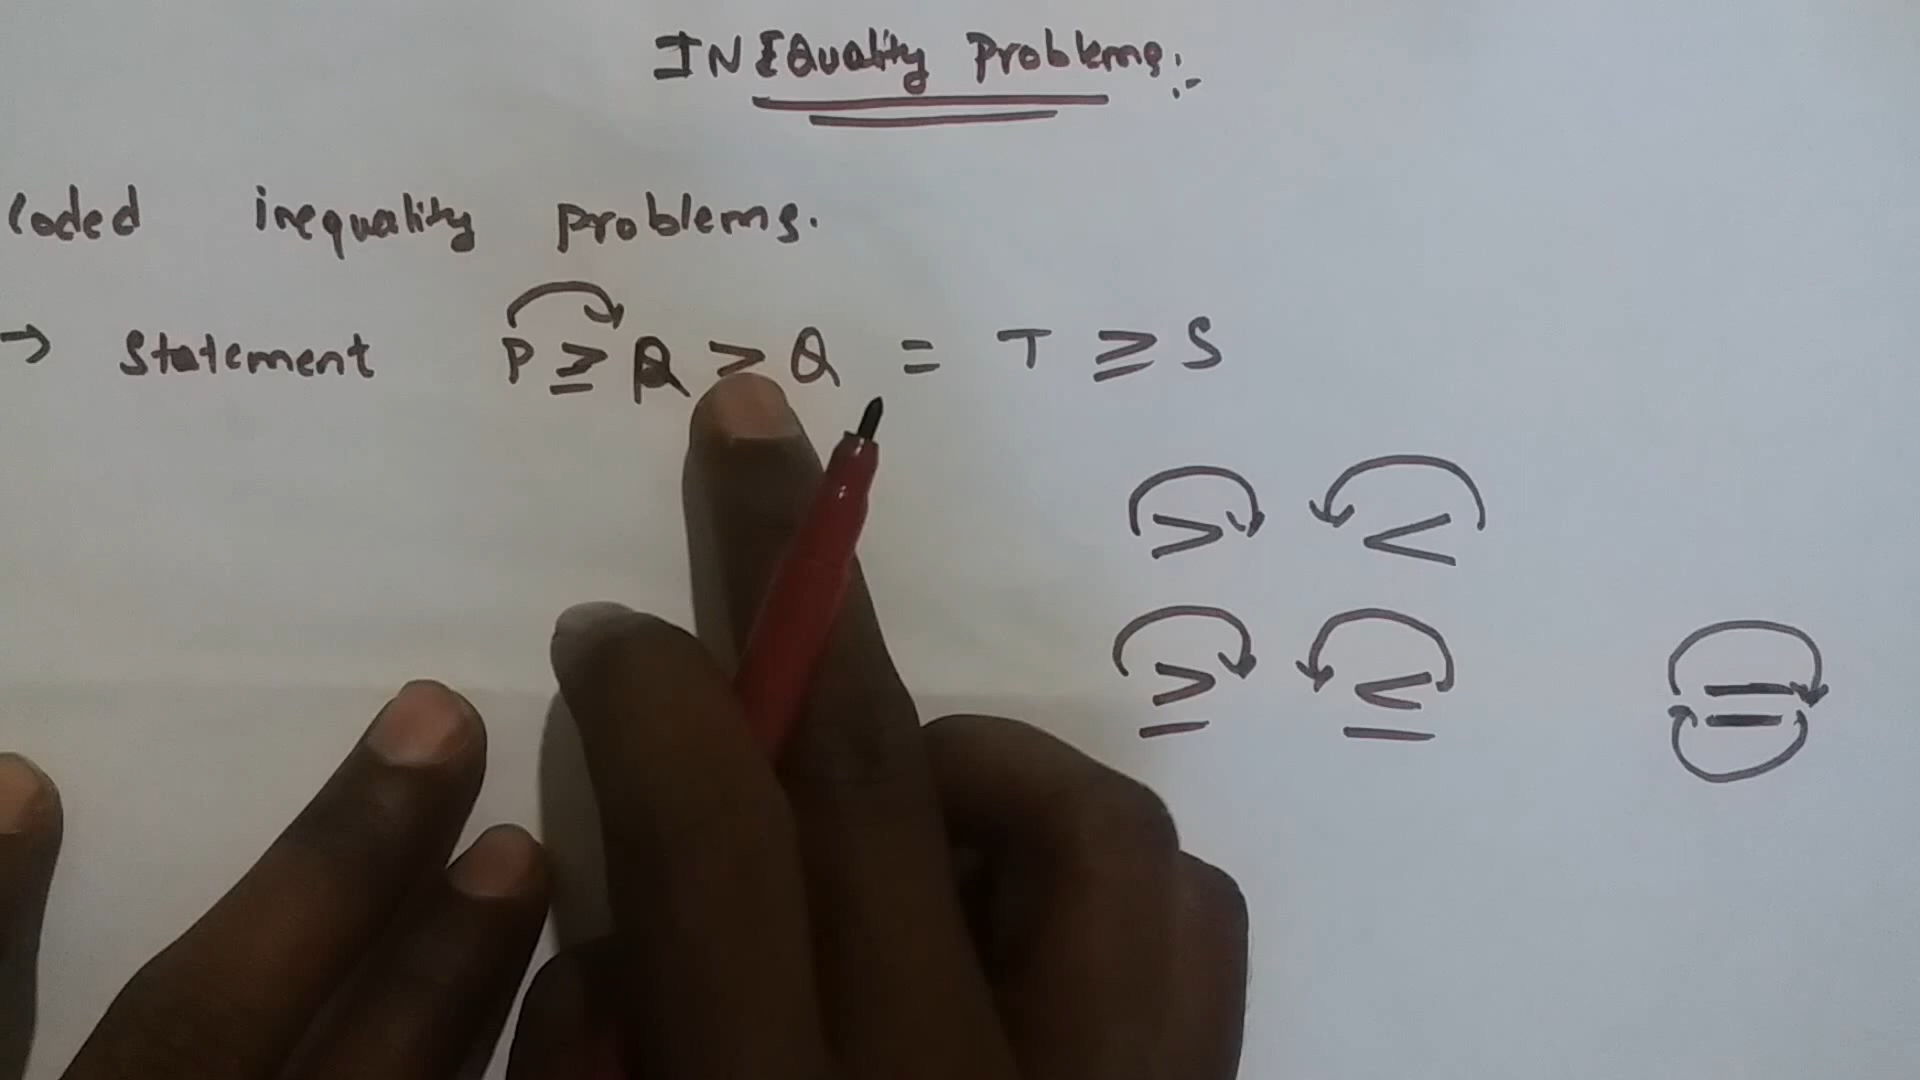 INEQuality Problems:-
Coded inequality problems.
→ Statement P ≥ R > Q = T ≥ S
> <
≥ ≤ =